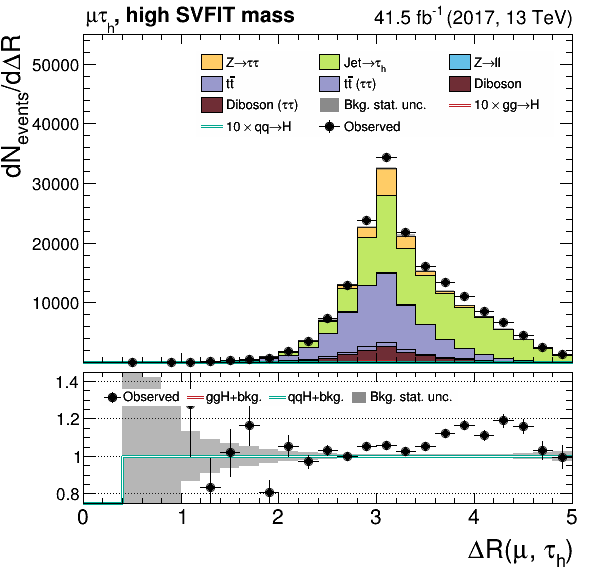 μτh, high SVFIT mass 41.5 fb⁻¹ (2017, 13 TeV)
dNevents/dΔR
50000
40000
30000
20000
10000
Z→ττ Jet→τh Z→ll
tt̄ tt̄ (ττ) Diboson
Diboson (ττ) Bkg. stat. unc. 10 × gg→H
10 × qq→H Observed
1.4
1.2
1
0.8
Observed ggH+bkg. qqH+bkg. Bkg. stat. unc.
0 1 2 3 4 5
ΔR(μ, τh)